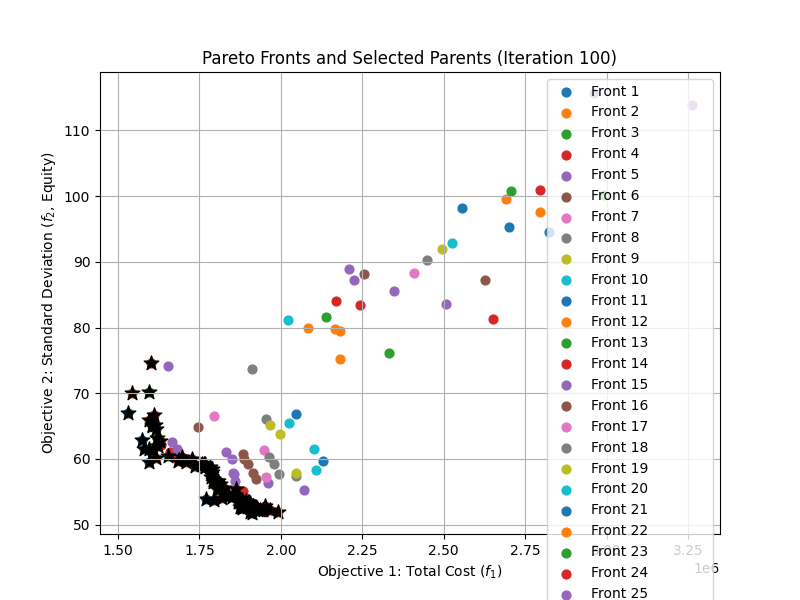 Pareto Fronts and Selected Parents (Iteration 100)
Objective 2: Standard Deviation (f₂, Equity)
110
100
90
80
70
60
50
1.50
1.75
2.00
2.25
2.50
2.75
3.25
1e6
Objective 1: Total Cost (f₁)
Front 1
Front 2
Front 3
Front 4
Front 5
Front 6
Front 7
Front 8
Front 9
Front 10
Front 11
Front 12
Front 13
Front 14
Front 15
Front 16
Front 17
Front 18
Front 19
Front 20
Front 21
Front 22
Front 23
Front 24
Front 25